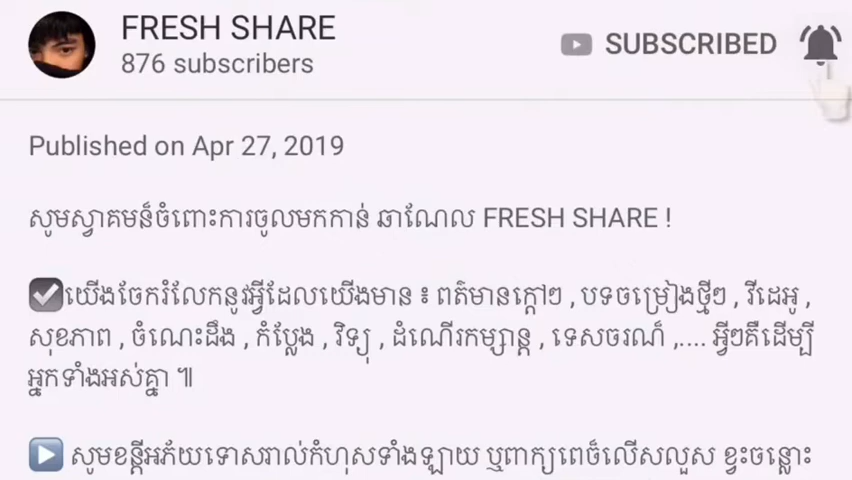 FRESH SHARE
876 subscribers
SUBSCRIBED
Published on Apr 27, 2019
សូមស្វាគមន៏ចំពោះការចូលមកកាន់ ឆាណែល FRESH SHARE !
យើងចែករំលែកនូវអ្វីដែលយើងមាន ៖ ពត៌មានក្ដៅៗ , បទចម្រៀងថ្មីៗ , វីដេអូ ,
សុខភាព , ចំណេះដឹង , កំប្លែង , វិទ្យុ , ដំណើរកម្សាន្ត , ទេសចរណ៏ ,.... អ្វីៗគឺដើម្បី
អ្នកទាំងអស់គ្នា ៕
សូមខន្តីអភ័យទោសរាល់កំហុសទាំងឡាយ ឬពាក្យពេច៏លើសលួស ខ្វះចន្លោះ